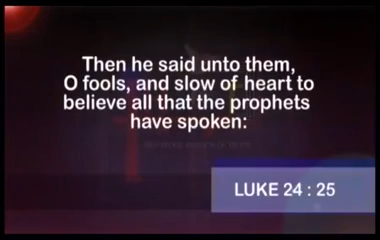 Then he said unto them,
O fools, and slow of heart to
believe all that the prophets
have spoken:
LUKE 24 : 25